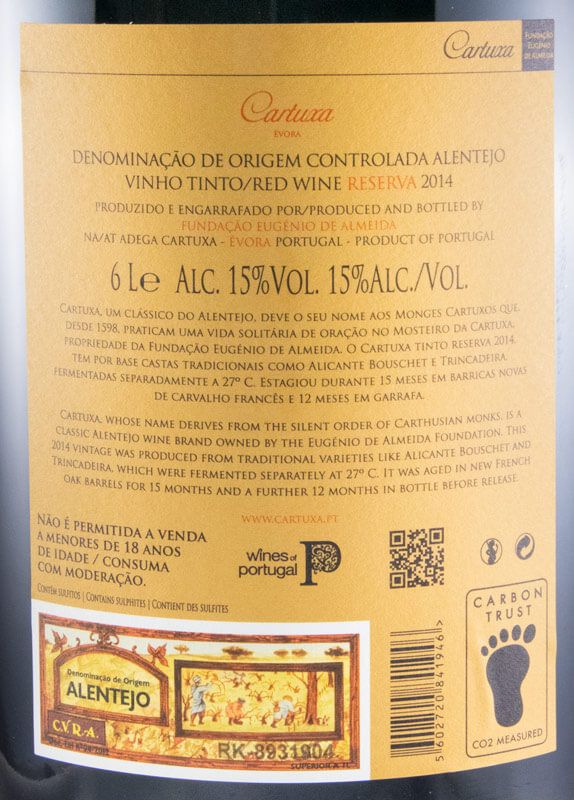 Cartuxa
FUNDAÇÃO
EUGÉNIO
DE ALMEIDA
Cartuxa
ÉVORA
DENOMINAÇÃO DE ORIGEM CONTROLADA ALENTEJO
VINHO TINTO/RED WINE RESERVA 2014
PRODUZIDO E ENGARRAFADO POR/PRODUCED AND BOTTLED BY
FUNDAÇÃO EUGÉNIO DE ALMEIDA
NA/AT ADEGA CARTUXA - ÉVORA PORTUGAL - PRODUCT OF PORTUGAL
6 L e ALC. 15%VOL. 15%ALC./VOL.
CARTUXA, UM CLÁSSICO DO ALENTEJO, DEVE O SEU NOME AOS MONGES CARTUXOS QUE,
DESDE 1598, PRATICAM UMA VIDA SOLITÁRIA DE ORAÇÃO NO MOSTEIRO DA CARTUXA,
PROPRIEDADE DA FUNDAÇÃO EUGÉNIO DE ALMEIDA. O CARTUXA TINTO RESERVA 2014,
TEM POR BASE CASTAS TRADICIONAIS COMO ALICANTE BOUSCHET E TRINCADEIRA,
FERMENTADAS SEPARADAMENTE A 27º C. ESTAGIOU DURANTE 15 MESES EM BARRICAS NOVAS
DE CARVALHO FRANCÊS E 12 MESES EM GARRAFA.
CARTUXA, WHOSE NAME DERIVES FROM THE SILENT ORDER OF CARTHUSIAN MONKS, IS A
CLASSIC ALENTEJO WINE BRAND OWNED BY THE EUGÉNIO DE ALMEIDA FOUNDATION. THIS
2014 VINTAGE WAS PRODUCED FROM TRADITIONAL VARIETIES LIKE ALICANTE BOUSCHET AND
TRINCADEIRA, WHICH WERE FERMENTED SEPARATELY AT 27º C. IT WAS AGED IN NEW FRENCH
OAK BARRELS FOR 15 MONTHS AND A FURTHER 12 MONTHS IN BOTTLE BEFORE RELEASE.
WWW.CARTUXA.PT
NÃO É PERMITIDA A VENDA
A MENORES DE 18 ANOS
DE IDADE / CONSUMA
COM MODERAÇÃO.
CONTÉM SULFITOS | CONTAINS SULPHITES | CONTIENT DES SULFITES
wines of
portugal
CARBON
TRUST
CO2 MEASURED
5 602720 841946 >
Denominação de Origem
ALENTEJO
C.V.R.A.
RK-8931904
SUPERIOR A 1L